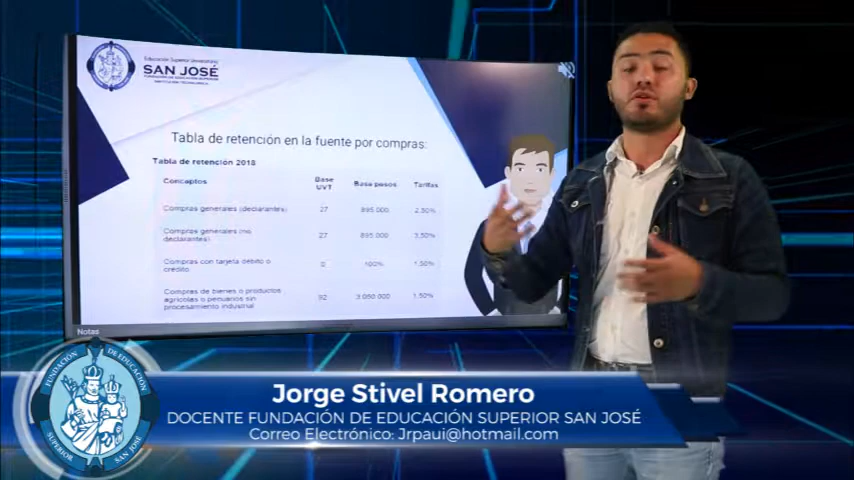 Educación Superior Universitaria
SAN JOSÉ
FUNDACIÓN DE EDUCACIÓN SUPERIOR
Tabla de retención en la fuente por compras:
Tabla de retención 2018
Conceptos
Base UVT
Base pesos
Tarifas
Compras generales (declarantes)
27
895.000
2,50%
Compras generales (no
declarantes)
27
895.000
3,50%
Compras con tarjeta débito o
crédito
0
100%
1,50%
Compras de bienes o productos
agrícolas o pecuarios sin
procesamiento industrial
92
3.050.000
1,50%
Notas
FUNDACIÓN DE EDUCACIÓN
SUPERIOR SAN JOSÉ
Jorge Stivel Romero
DOCENTE FUNDACIÓN DE EDUCACIÓN SUPERIOR SAN JOSÉ
Correo Electrónico: Jrpaui@hotmail.com